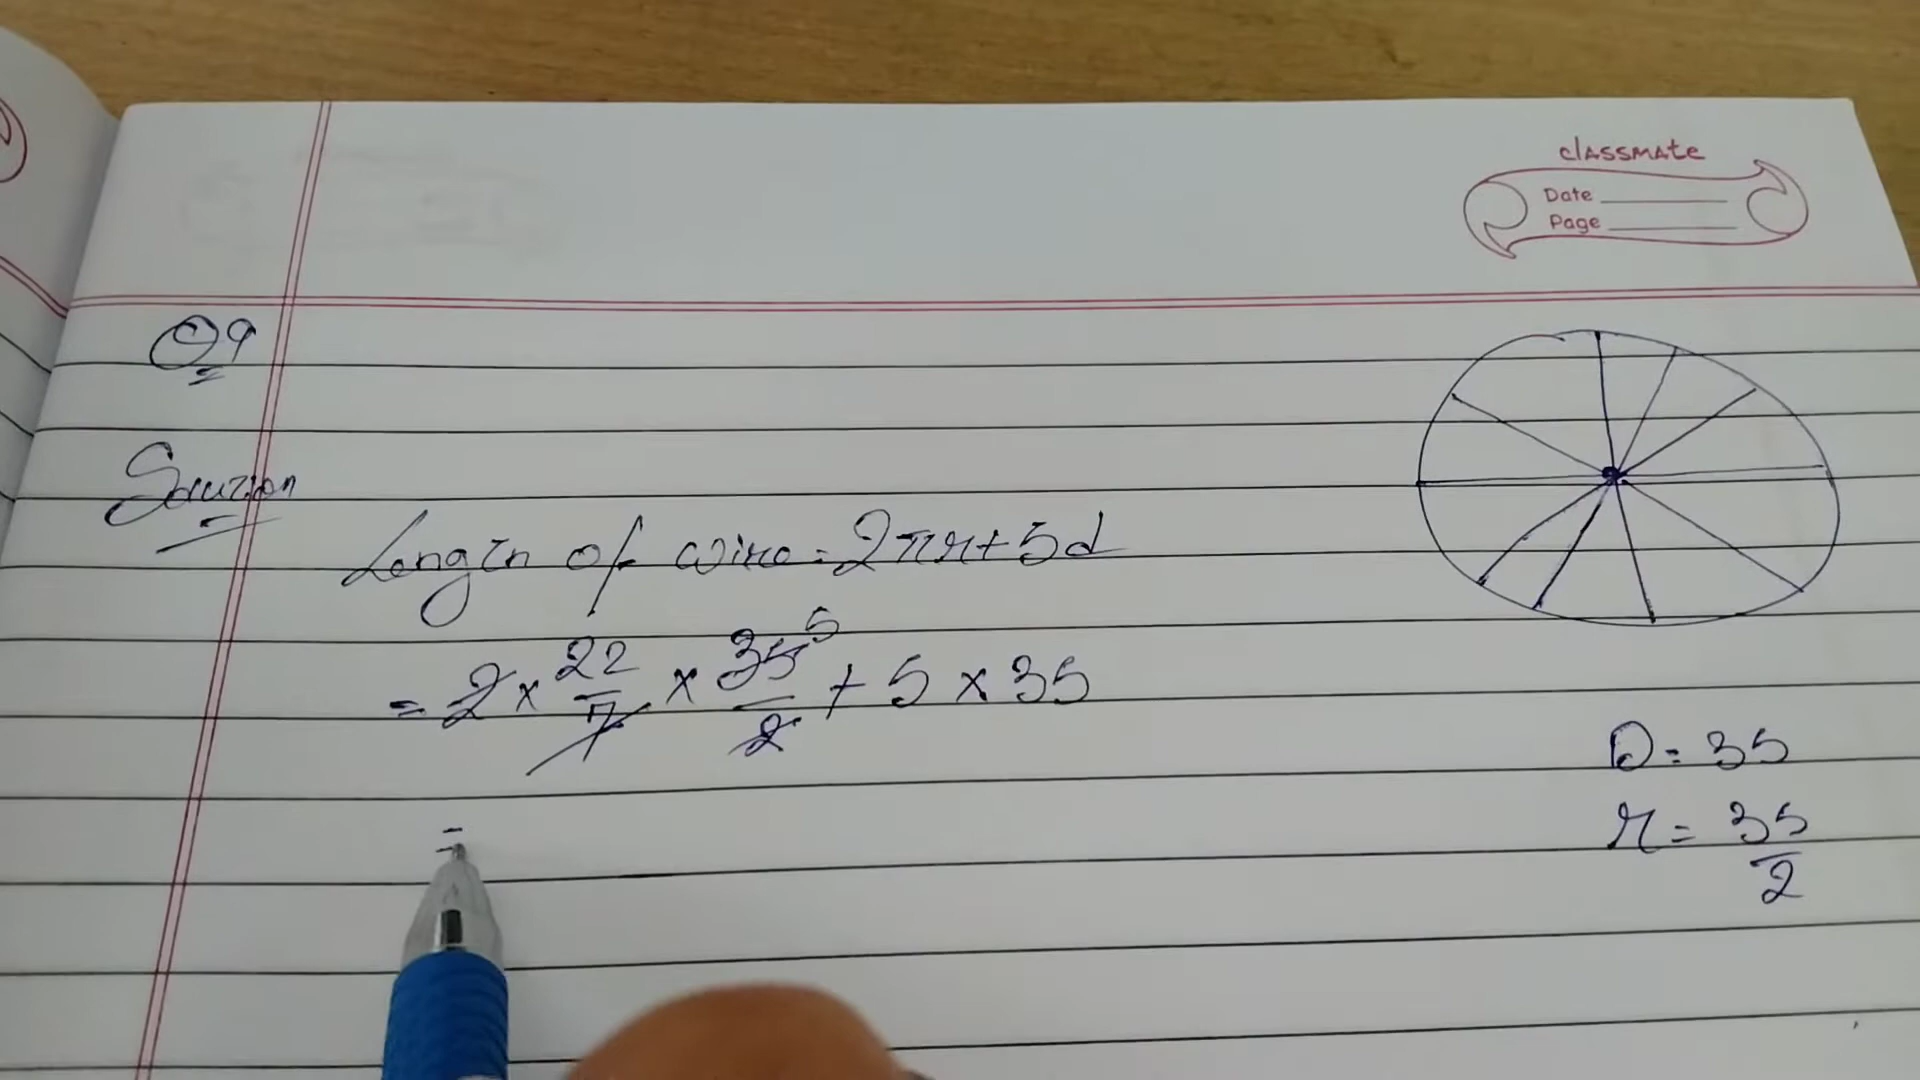 classmate
Date
Page
Q9
Solution
Length of wire = 2πr + 5d
= 2 × 22/7 × 35/2 5 + 5 × 35
=
D = 35
r = 35/2